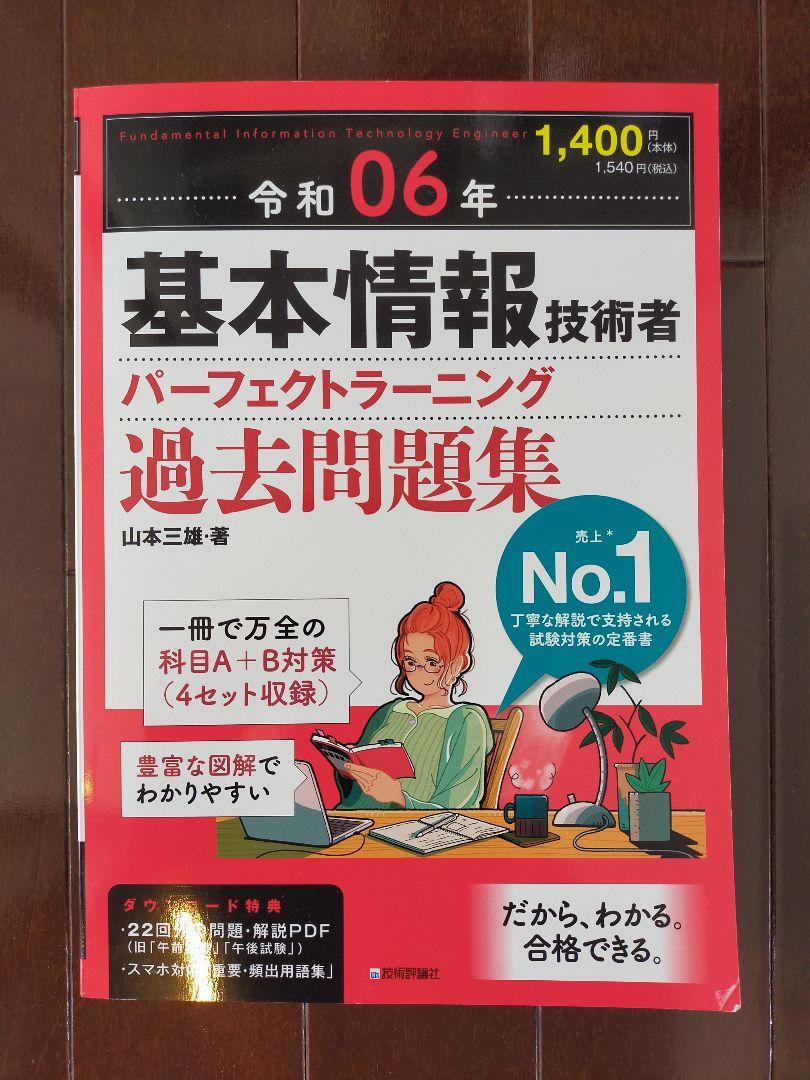 Fundamental Information Technology Engineer
1,400円(本体)
1,540円(税込)
令和06年
基本情報技術者
パーフェクトラーニング
過去問題集
山本三雄・著
売上*
No.1
丁寧な解説で支持される
試験対策の定番書
一冊で万全の
科目A+B対策
(4セット収録)
豊富な図解で
わかりやすい
ダウンロード特典
・22回分の問題・解説PDF
(旧「午前試験」「午後試験」)
・スマホ対応「重要・頻出用語集」
だから、わかる。
合格できる。
技術評論社